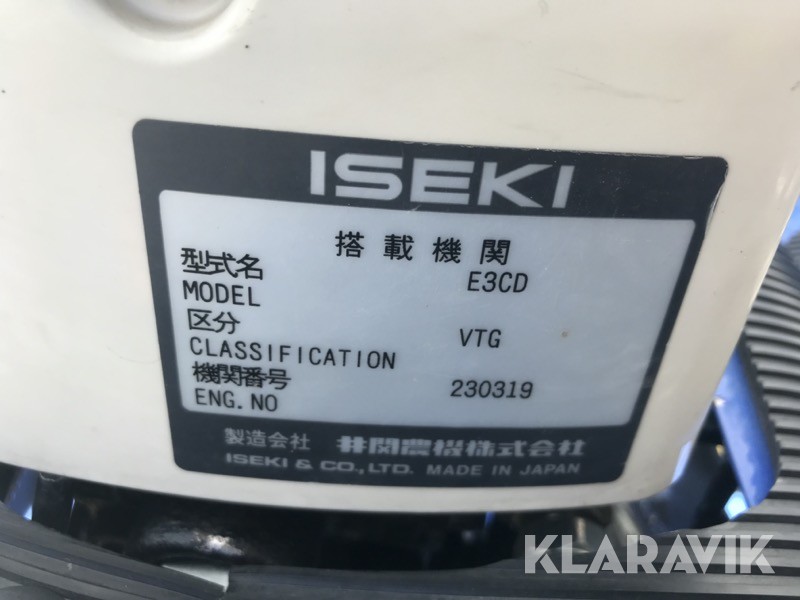 ISEKI
搭載機関
型式名
MODEL E3CD
区分
CLASSIFICATION VTG
機関番号
ENG. NO 230319
製造会社 井関農機株式会社
ISEKI & CO., LTD. MADE IN JAPAN
KLARAVIK